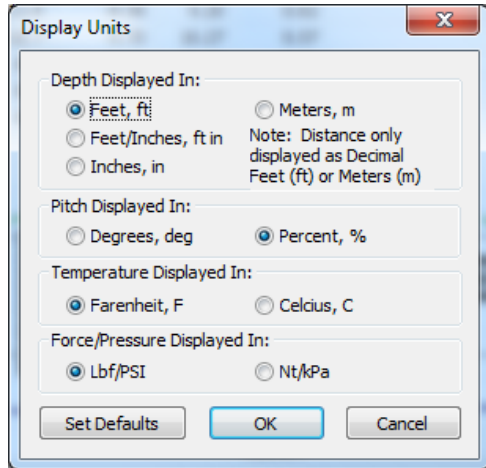 Display Units
Depth Displayed In:
Feet, ft
Meters, m
Feet/Inches, ft in
Note: Distance only
displayed as Decimal
Feet (ft) or Meters (m)
Inches, in
Pitch Displayed In:
Degrees, deg
Percent, %
Temperature Displayed In:
Farenheit, F
Celcius, C
Force/Pressure Displayed In:
Lbf/PSI
Nt/kPa
Set Defaults
OK
Cancel